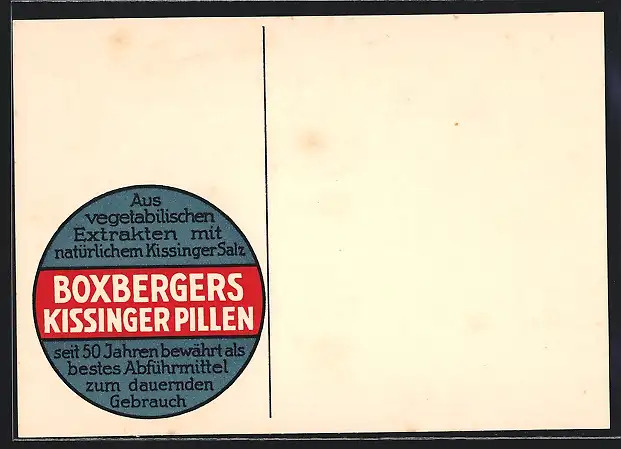 Aus
vegetabilischen
Extrakten mit
natürlichem Kissinger Salz
BOXBERGERS
KISSINGER PILLEN
seit 50 Jahren bewährt als
bestes Abführmittel
zum dauernden
Gebrauch